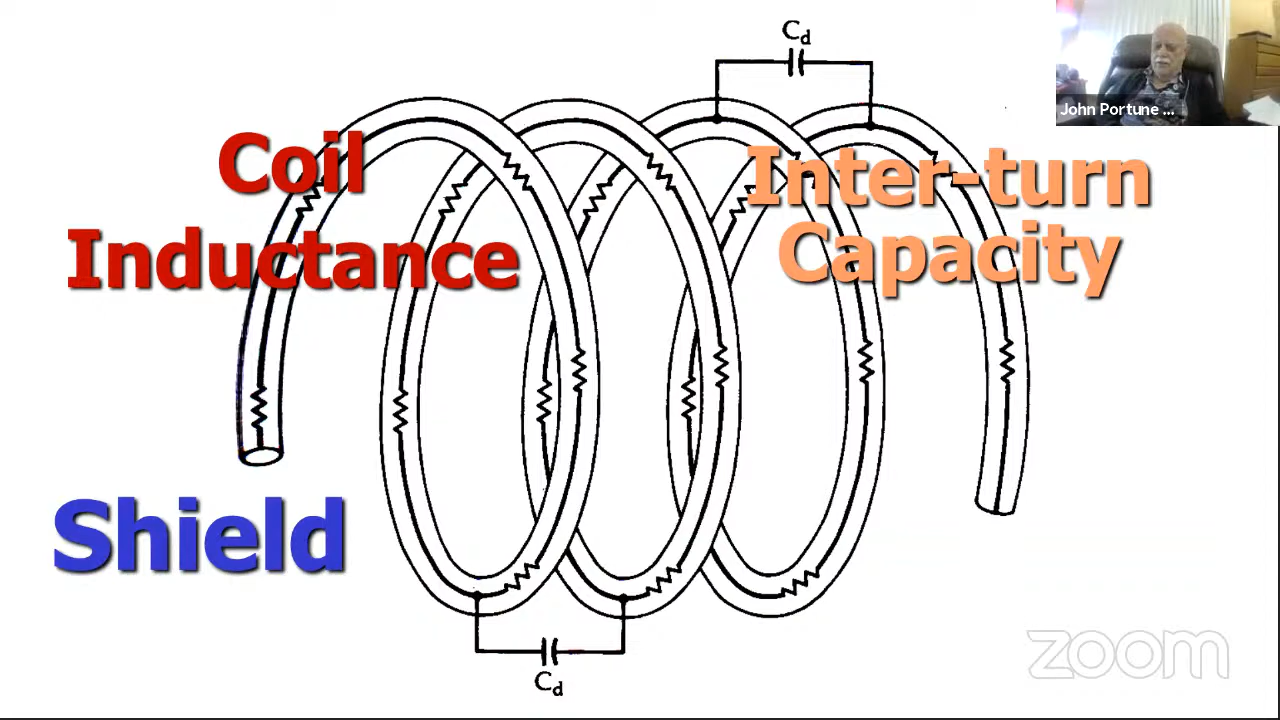 Cd
John Portune ...
Coil
Inductance
Inter-turn
Capacity
Shield
Cd
zoom